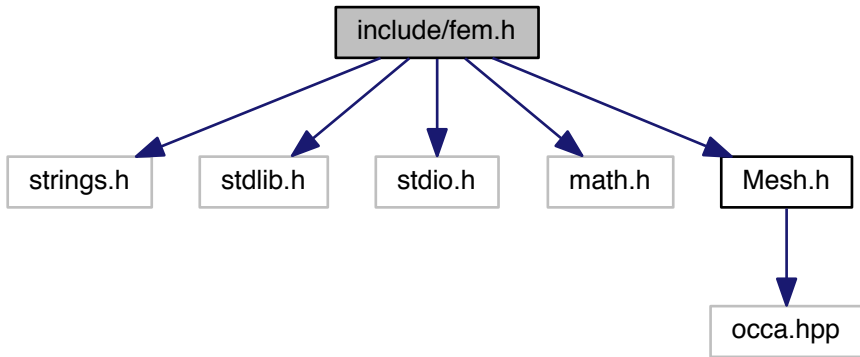 include/fem.h
strings.h
stdlib.h
stdio.h
math.h
Mesh.h
occa.hpp